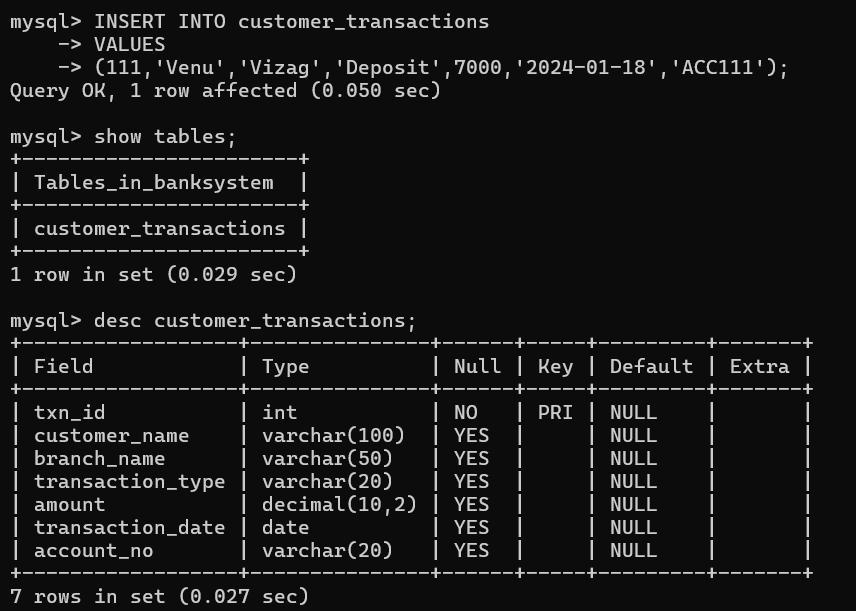 mysql> INSERT INTO customer_transactions
    -> VALUES
    -> (111,'Venu','Vizag','Deposit',7000,'2024-01-18','ACC111');
Query OK, 1 row affected (0.050 sec)

mysql> show tables;
+-----------------------+
| Tables_in_banksystem  |
+-----------------------+
| customer_transactions |
+-----------------------+
1 row in set (0.029 sec)

mysql> desc customer_transactions;
+------------------+---------------+------+-----+---------+-------+
| Field            | Type          | Null | Key | Default | Extra |
+------------------+---------------+------+-----+---------+-------+
| txn_id           | int           | NO   | PRI | NULL    |       |
| customer_name    | varchar(100)  | YES  |     | NULL    |       |
| branch_name      | varchar(50)   | YES  |     | NULL    |       |
| transaction_type | varchar(20)   | YES  |     | NULL    |       |
| amount           | decimal(10,2) | YES  |     | NULL    |       |
| transaction_date | date          | YES  |     | NULL    |       |
| account_no       | varchar(20)   | YES  |     | NULL    |       |
+------------------+---------------+------+-----+---------+-------+
7 rows in set (0.027 sec)